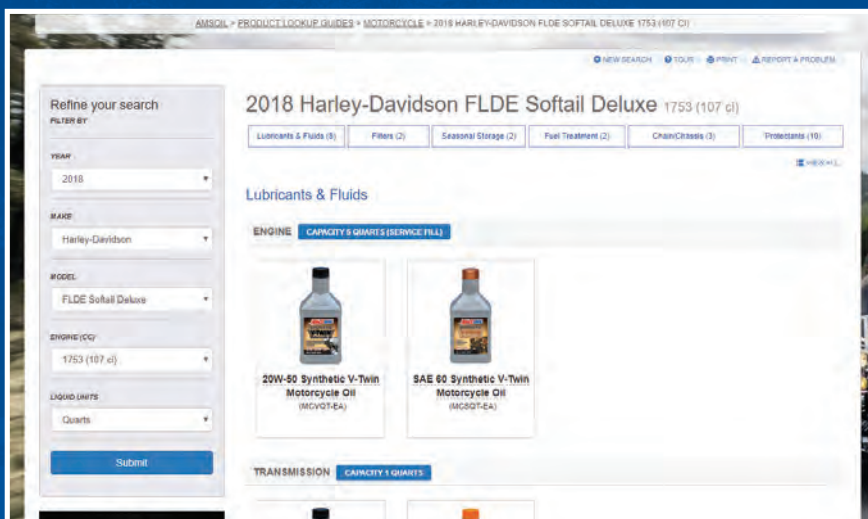 AMSOIL > PRODUCT LOOKUP GUIDES > MOTORCYCLE > 2018 HARLEY-DAVIDSON FLDE SOFTAIL DELUXE 1753 (107 CI)
NEW SEARCH TOUR PRINT REPORT A PROBLEM
Refine your search
FILTER BY
YEAR
2018
MAKE
Harley-Davidson
MODEL
FLDE Softail Deluxe
ENGINE (CC)
1753 (107 ci)
LIQUID UNITS
Quarts
Submit
2018 Harley-Davidson FLDE Softail Deluxe 1753 (107 ci)
Lubricants & Fluids (8) Filters (2) Seasonal Storage (2) Fuel Treatment (2) Chain/Chassis (3) Protectants (10)
VIEW ALL
Lubricants & Fluids
ENGINE CAPACITY 5 QUARTS (SERVICE FILL)
20W-50 Synthetic V-Twin
Motorcycle Oil
(MCVQT-EA)
SAE 60 Synthetic V-Twin
Motorcycle Oil
(MCSQT-EA)
TRANSMISSION CAPACITY 1 QUARTS